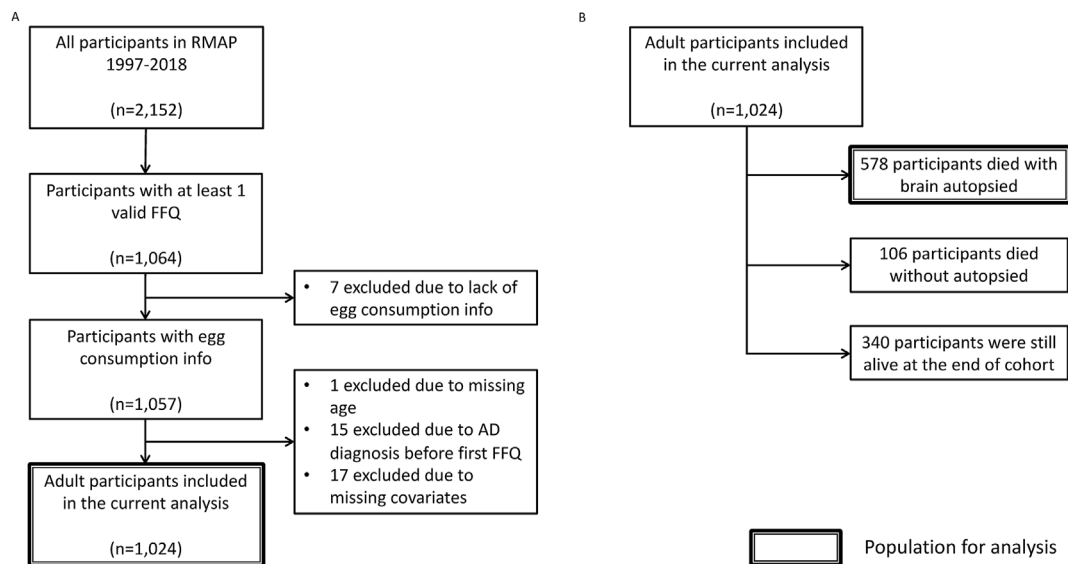 A
All participants in RMAP
1997-2018
(n=2,152)
Participants with at least 1
valid FFQ
(n=1,064)
• 7 excluded due to lack of
egg consumption info
Participants with egg
consumption info
(n=1,057)
• 1 excluded due to missing
age
• 15 excluded due to AD
diagnosis before first FFQ
• 17 excluded due to
missing covariates
Adult participants included
in the current analysis
(n=1,024)
B
Adult participants included
in the current analysis
(n=1,024)
578 participants died with
brain autopsied
106 participants died
without autopsied
340 participants were still
alive at the end of cohort
Population for analysis